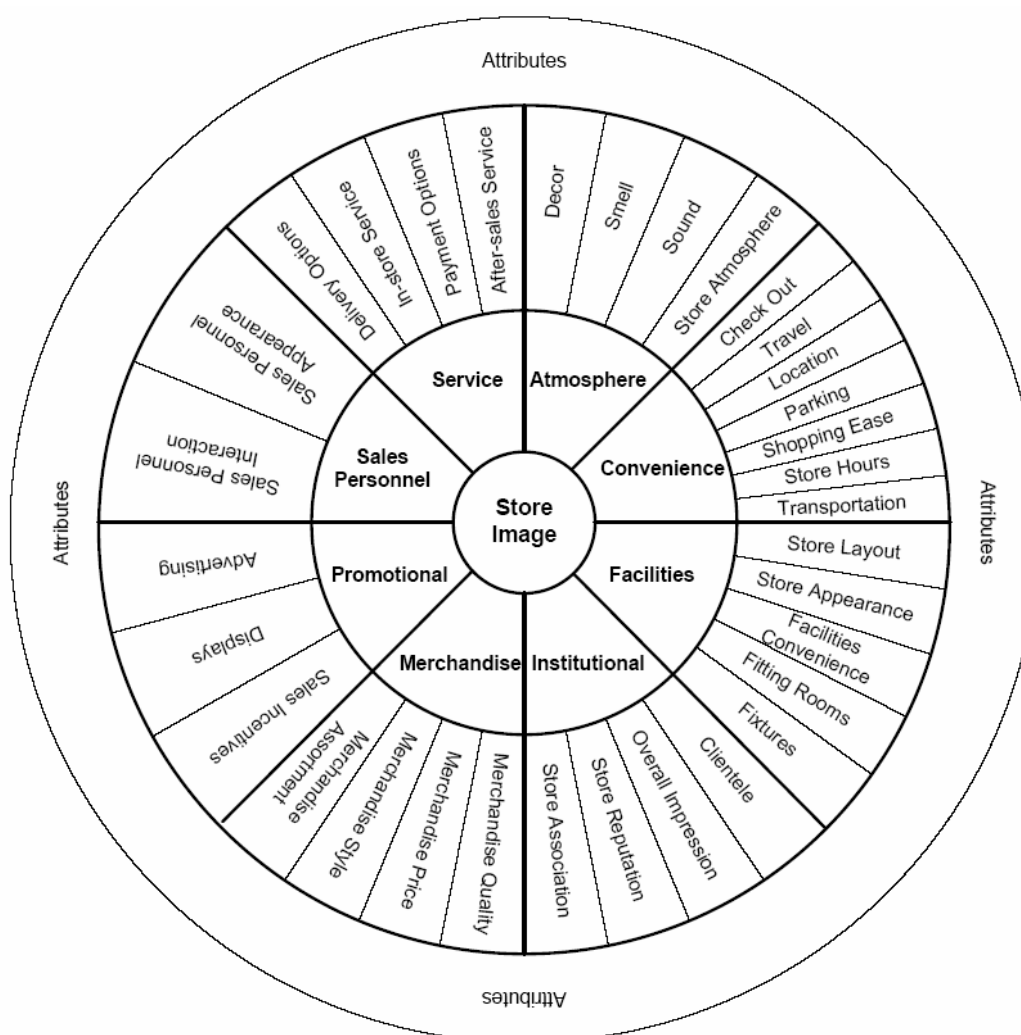 Attributes
Attributes
Attributes
Attributes
Store
Image
Service
Atmosphere
Convenience
Facilities
Institutional
Merchandise
Promotional
Sales
Personnel
Decor
Smell
Sound
Store Atmosphere
Check Out
Travel
Location
Parking
Shopping Ease
Store Hours
Transportation
Store Layout
Store Appearance
Facilities
Convenience
Fitting Rooms
Fixtures
Clientele
Overall Impression
Store Reputation
Store Association
Merchandise Quality
Merchandise Price
Merchandise Style
Merchandise
Assortment
Sales Incentives
Displays
Advertising
Sales Personnel
Interaction
Sales Personnel
Appearance
Delivery Options
In-store Service
Payment Options
After-sales Service